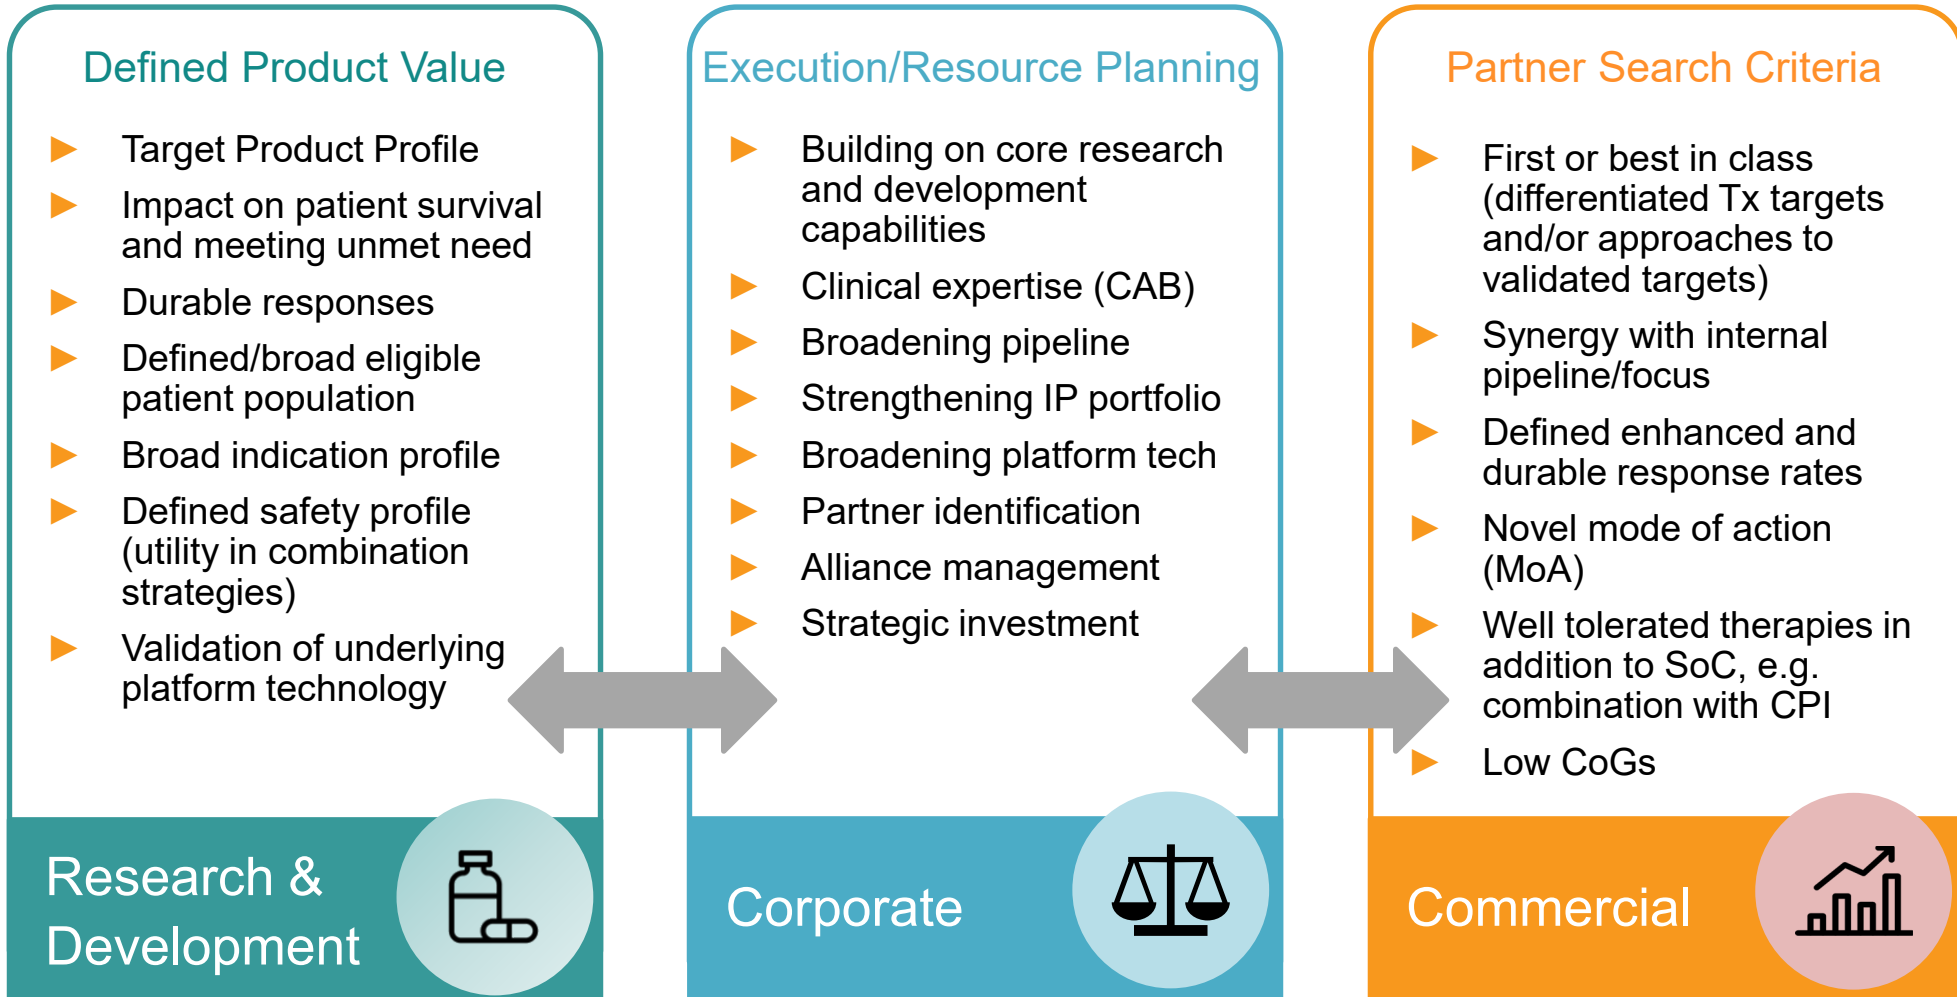 Defined Product Value
Target Product Profile
Impact on patient survival
and meeting unmet need
Durable responses
Defined/broad eligible
patient population
Broad indication profile
Defined safety profile
(utility in combination
strategies)
Validation of underlying
platform technology
Research &
Development
Execution/Resource Planning
Building on core research
and development
capabilities
Clinical expertise (CAB)
Broadening pipeline
Strengthening IP portfolio
Broadening platform tech
Partner identification
Alliance management
Strategic investment
Corporate
Partner Search Criteria
First or best in class
(differentiated Tx targets
and/or approaches to
validated targets)
Synergy with internal
pipeline/focus
Defined enhanced and
durable response rates
Novel mode of action
(MoA)
Well tolerated therapies in
addition to SoC, e.g.
combination with CPI
Low CoGs
Commercial